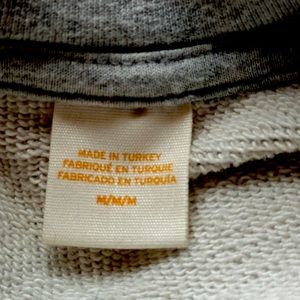 MADE IN TURKEY
FABRIQUÉ EN TURQUIE
FABRICADO EN TURQUÍA
M/M/M